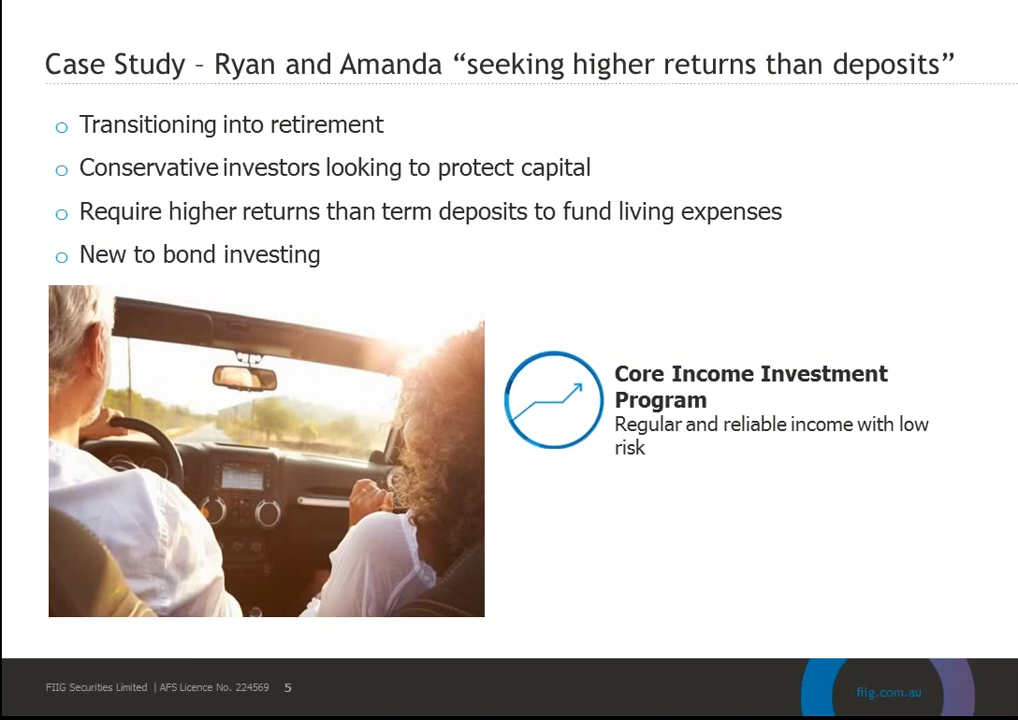 Case Study – Ryan and Amanda “seeking higher returns than deposits”
o Transitioning into retirement
o Conservative investors looking to protect capital
o Require higher returns than term deposits to fund living expenses
o New to bond investing
Core Income Investment
Program
Regular and reliable income with low
risk
FIIG Securities Limited | AFS Licence No. 224569 5
fiig.com.au